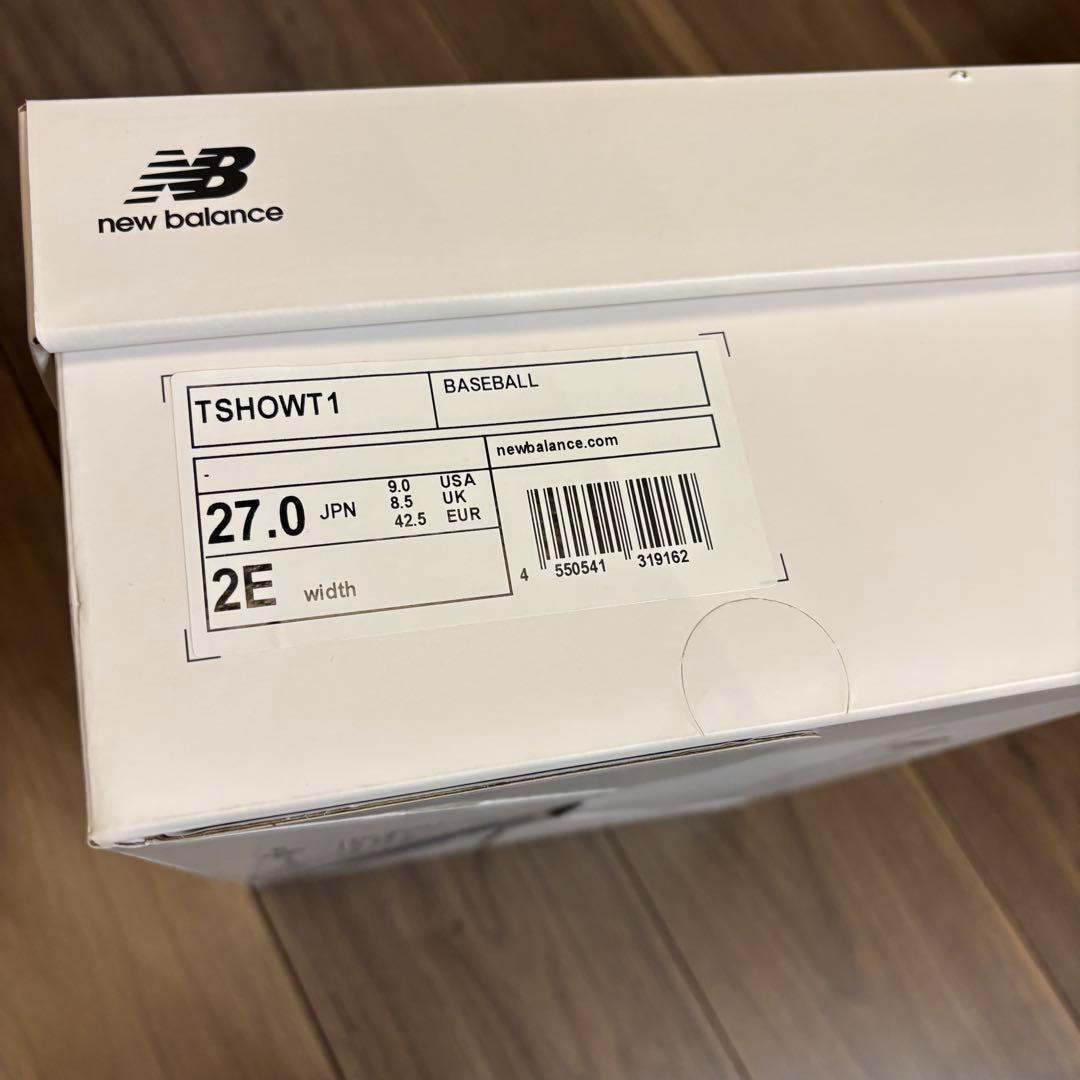 NB
new balance
TSHOWT1
BASEBALL
-
newbalance.com
27.0 JPN
9.0 USA
8.5 UK
42.5 EUR
2E width
4 550541 319162